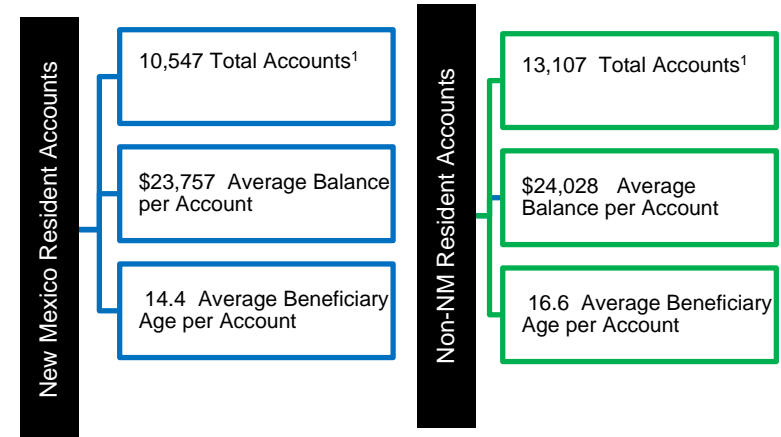 New Mexico Resident Accounts
10,547 Total Accounts¹
$23,757 Average Balance
per Account
14.4 Average Beneficiary
Age per Account
Non-NM Resident Accounts
13,107 Total Accounts¹
$24,028 Average
Balance per Account
16.6 Average Beneficiary
Age per Account